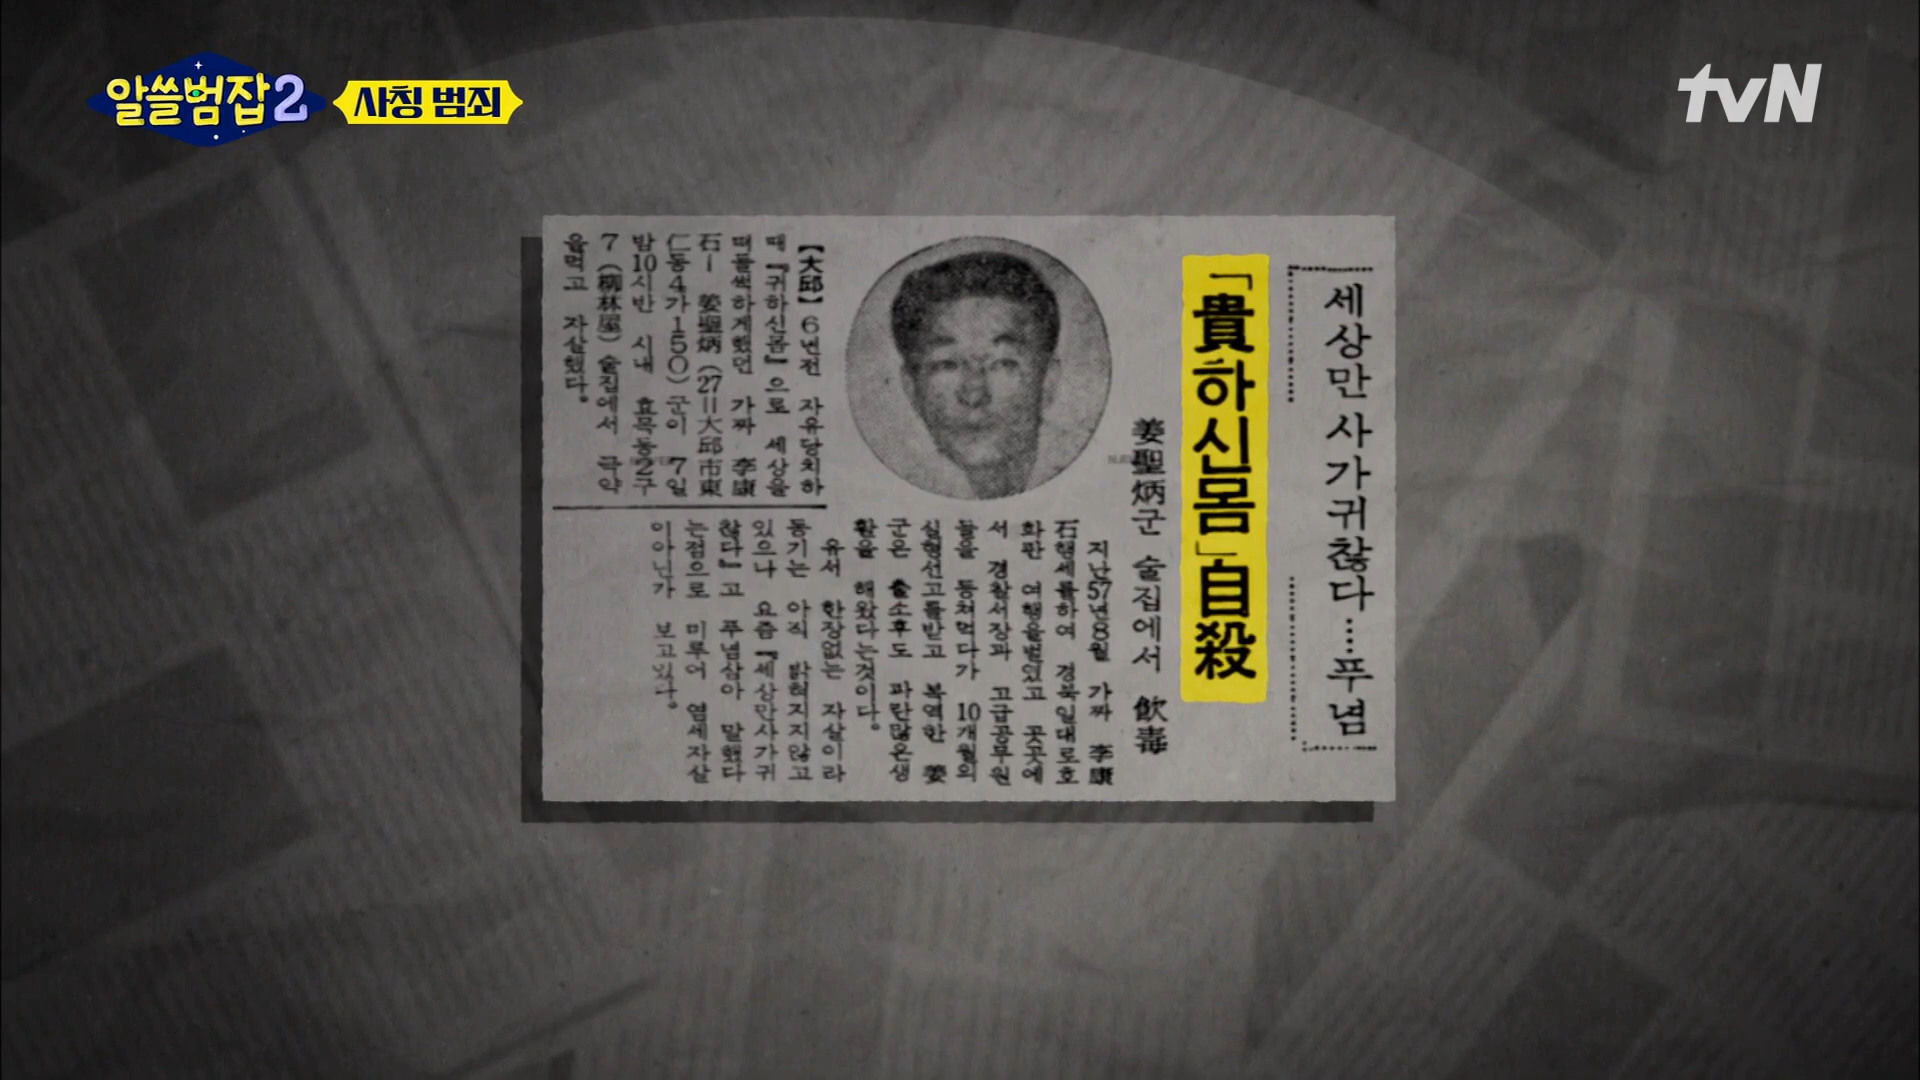 알쓸범잡2
사칭 범죄
tvN
세상만사가귀찮다……푸념
「貴하신몸」自殺
姜聖炳군 술집에서 飮毒
【大邱】6년전 자유당치하
때『귀하신몸』으로 세상을
떠들썩하게했던 가짜 李康
石ー 姜聖炳(27=大邱市東
仁동4가150)군이 7일
밤10시반 시내 효목동2구
7(柳林屋)술집에서 극약
을먹고 자살했다.
지난57년8월 가짜 李康
石행세를하여 경북일대로호
화판 여행을벌였고 곳곳에
서 경찰서장과 고급공무원
들을 등쳐먹다가 10개월의
실형선고를받고 복역한 姜
군은 출소후도 파란많은생
활을 해왔다는것이다.
유서 한장없는 자살이라
동기는 아직 밝혀지지않고
있으나 요즘『세상만사가귀
찮다』고 푸념삼아 말했다
는점으로 미루어 염세자살
이아닌가 보고있다.